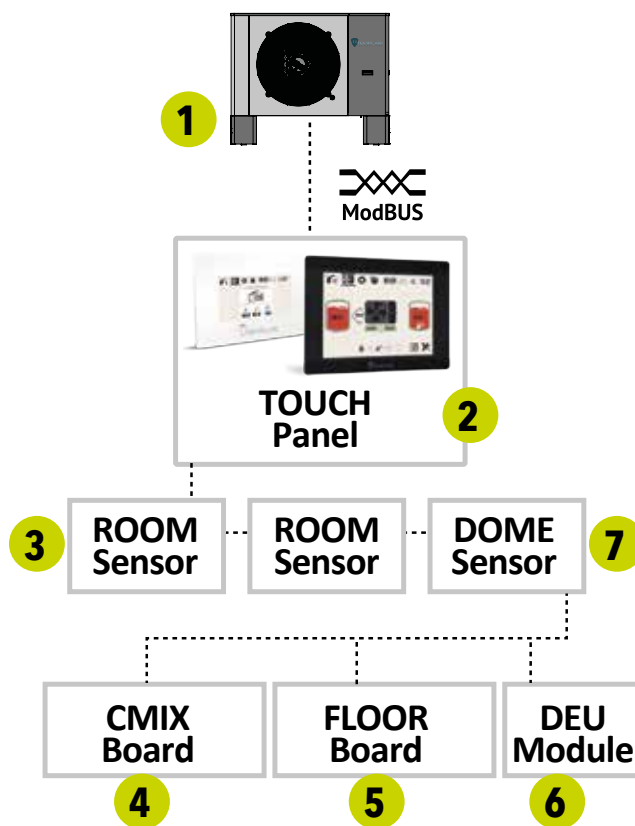 1
ModBUS
TOUCH
Panel
2
3
ROOM
Sensor
ROOM
Sensor
DOME
Sensor
7
CMIX
Board
FLOOR
Board
DEU
Module
4
5
6